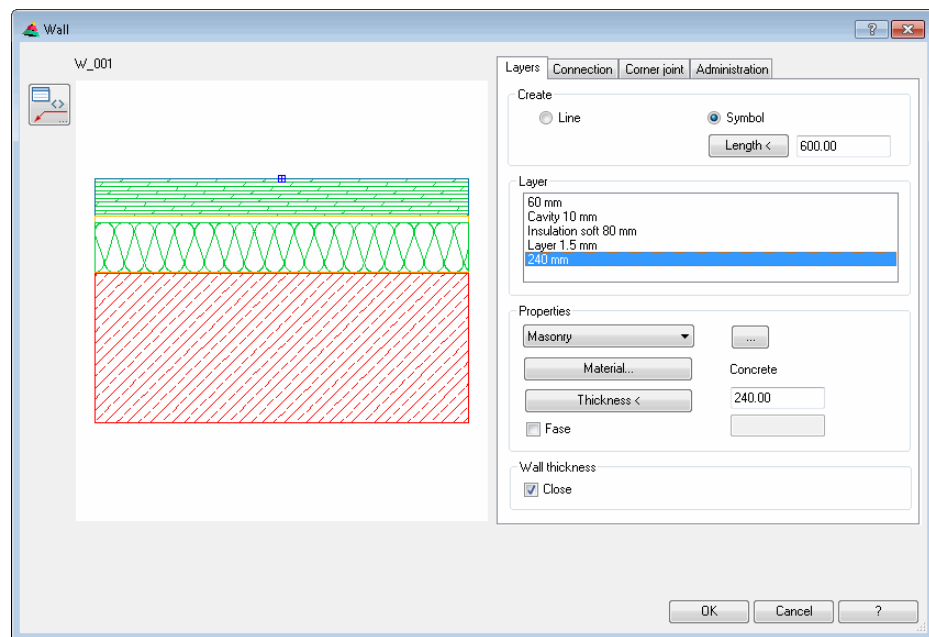 Wall
?
W_001
Layers
Connection
Corner joint
Administration
<>
...
Create
Line
Symbol
Length <
600.00
Layer
60 mm
Cavity 10 mm
Insulation soft 80 mm
Layer 1.5 mm
240 mm
Properties
Masonry
...
Material...
Concrete
Thickness <
240.00
Fase
Wall thickness
Close
OK
Cancel
?